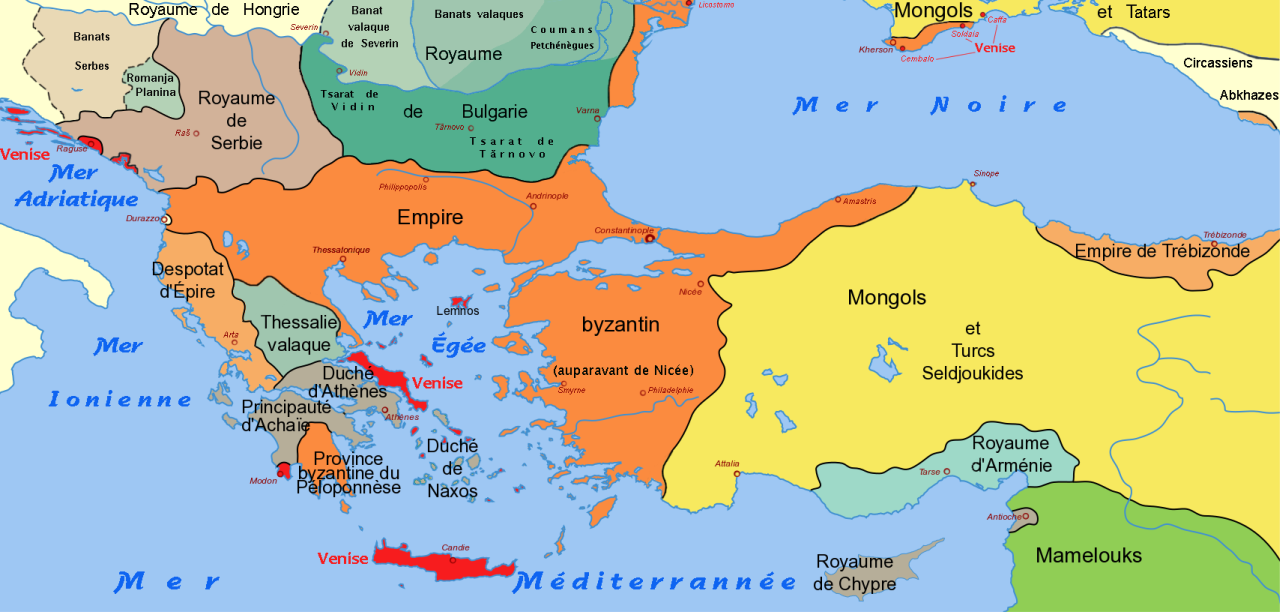 Royaume de Hongrie
Banat
valaque
de Severin
Severin
Banats valaques
Coumans
Petchénègues
Licostomo
Mongols
et Tatars
Caffa
Soldaia
Venise
Kherson
Cembalo
Circassiens
Abkhazes
Banats
Serbes
Romanja
Planina
Royaume
de
Serbie
Raš
Vidin
Tsarat de
Vidin
Royaume
de Bulgarie
Varna
Tărnovo
Tsarat de
Tărnovo
Mer Noire
Venise
Raguse
Mer
Adriatique
Durazzo
Philippopolis
Andrinople
Empire
Constantinople
Thessalonique
Amastris
Sinope
Trébizonde
Empire de Trébizonde
Despotat
d'Épire
Arta
Thessalie
valaque
Lemnos
Mer
Égée
Nicée
byzantin
(auparavant de Nicée)
Smyrne
Philadelphie
Mongols
et
Turcs
Seldjoukides
Mer
Ionienne
Duché
d'Athènes
Venise
Principauté
d'Achaïe
Athènes
Province
byzantine du
Péloponnèse
Modon
Duché
de
Naxos
Attalia
Tarse
Royaume
d'Arménie
Antioche
Mamelouks
Venise
Candie
Royaume
de Chypre
Mer Méditerrannée